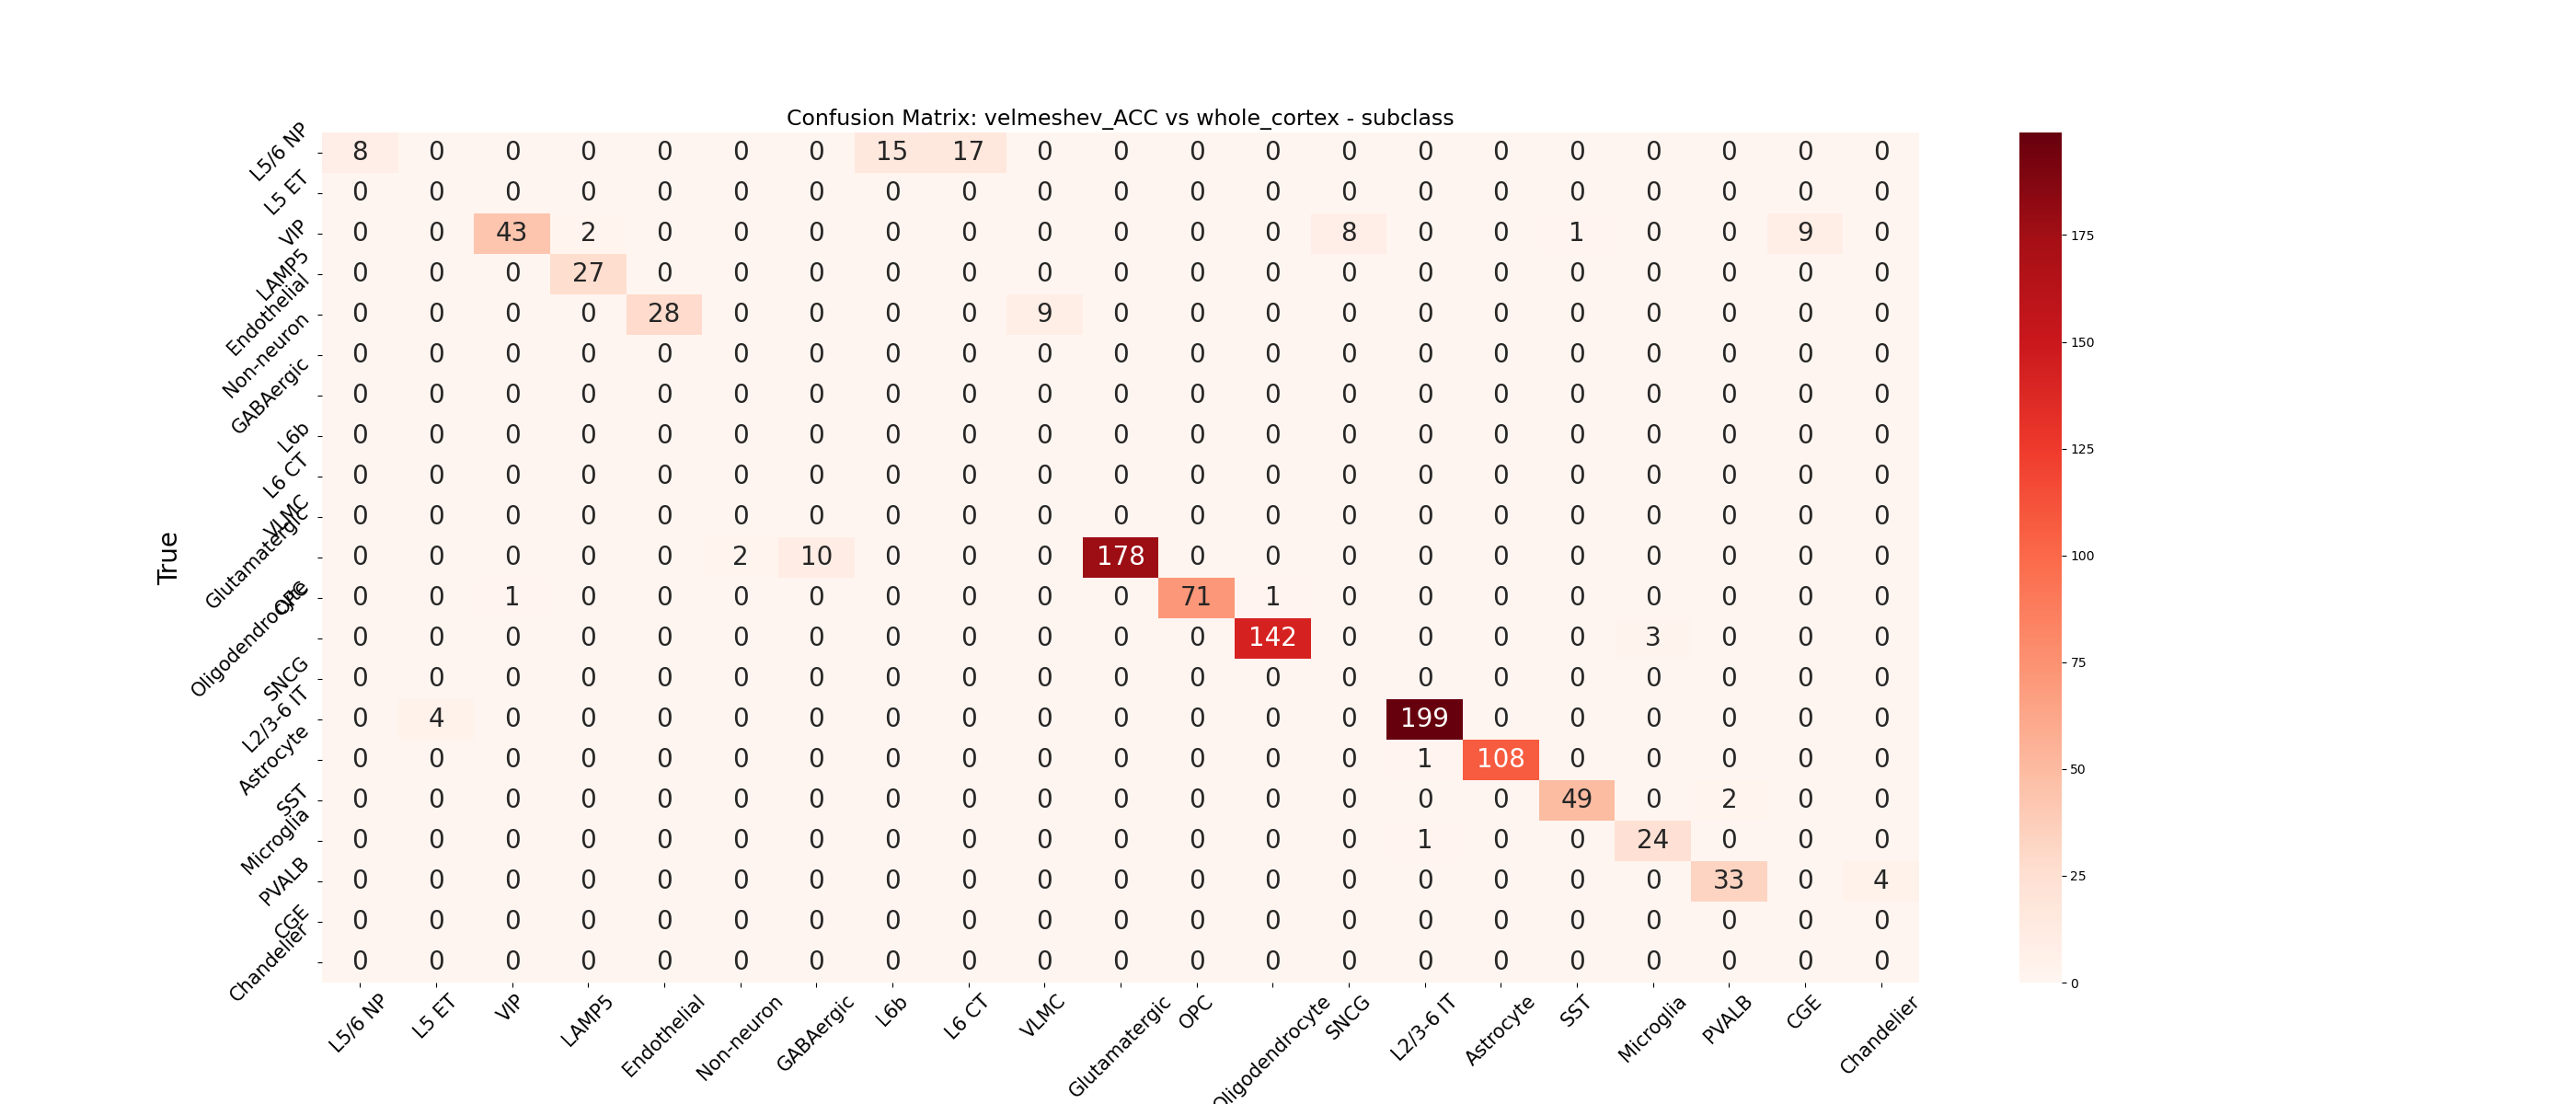 Confusion Matrix: velmeshev_ACC vs whole_cortex - subclass
True
L5/6 NP 8 0 0 0 0 0 0 15 17 0 0 0 0 0 0 0 0 0 0 0 0
L5 ET 0 0 0 0 0 0 0 0 0 0 0 0 0 0 0 0 0 0 0 0 0
VIP 0 0 43 2 0 0 0 0 0 0 0 0 0 8 0 0 1 0 0 9 0
LAMP5 0 0 0 27 0 0 0 0 0 0 0 0 0 0 0 0 0 0 0 0 0
Endothelial 0 0 0 0 28 0 0 0 0 9 0 0 0 0 0 0 0 0 0 0 0
Non-neuron 0 0 0 0 0 0 0 0 0 0 0 0 0 0 0 0 0 0 0 0 0
GABAergic 0 0 0 0 0 0 0 0 0 0 0 0 0 0 0 0 0 0 0 0 0
L6b 0 0 0 0 0 0 0 0 0 0 0 0 0 0 0 0 0 0 0 0 0
L6 CT 0 0 0 0 0 0 0 0 0 0 0 0 0 0 0 0 0 0 0 0 0
VLMC 0 0 0 0 0 0 0 0 0 0 0 0 0 0 0 0 0 0 0 0 0
Glutamatergic 0 0 0 0 0 2 10 0 0 0 178 0 0 0 0 0 0 0 0 0 0
OPC 0 0 1 0 0 0 0 0 0 0 0 71 1 0 0 0 0 0 0 0 0
Oligodendrocyte 0 0 0 0 0 0 0 0 0 0 0 0 142 0 0 0 0 3 0 0 0
SNCG 0 0 0 0 0 0 0 0 0 0 0 0 0 0 0 0 0 0 0 0 0
L2/3-6 IT 0 4 0 0 0 0 0 0 0 0 0 0 0 0 199 0 0 0 0 0 0
Astrocyte 0 0 0 0 0 0 0 0 0 0 0 0 0 0 1 108 0 0 0 0 0
SST 0 0 0 0 0 0 0 0 0 0 0 0 0 0 0 0 49 0 2 0 0
Microglia 0 0 0 0 0 0 0 0 0 0 0 0 0 0 1 0 0 24 0 0 0
PVALB 0 0 0 0 0 0 0 0 0 0 0 0 0 0 0 0 0 0 33 0 4
CGE 0 0 0 0 0 0 0 0 0 0 0 0 0 0 0 0 0 0 0 0 0
Chandelier 0 0 0 0 0 0 0 0 0 0 0 0 0 0 0 0 0 0 0 0 0
L5/6 NP L5 ET VIP LAMP5 Endothelial Non-neuron GABAergic L6b L6 CT VLMC Glutamatergic OPC Oligodendrocyte SNCG L2/3-6 IT Astrocyte SST Microglia PVALB CGE Chandelier
175
150
125
100
75
50
25
0